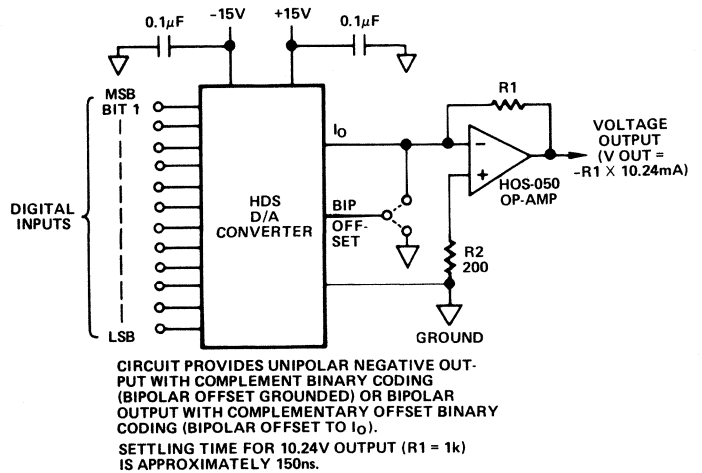 0.1µF
-15V
+15V
0.1µF
MSB
BIT 1
DIGITAL
INPUTS
LSB
HDS
D/A
CONVERTER
IO
BIP
OFF-
SET
R1
-
+
HOS-050
OP-AMP
VOLTAGE
OUTPUT
(V OUT =
-R1 X 10.24mA)
R2
200
GROUND
CIRCUIT PROVIDES UNIPOLAR NEGATIVE OUT-
PUT WITH COMPLEMENT BINARY CODING
(BIPOLAR OFFSET GROUNDED) OR BIPOLAR
OUTPUT WITH COMPLEMENTARY OFFSET BINARY
CODING (BIPOLAR OFFSET TO IO).
SETTLING TIME FOR 10.24V OUTPUT (R1 = 1k)
IS APPROXIMATELY 150ns.